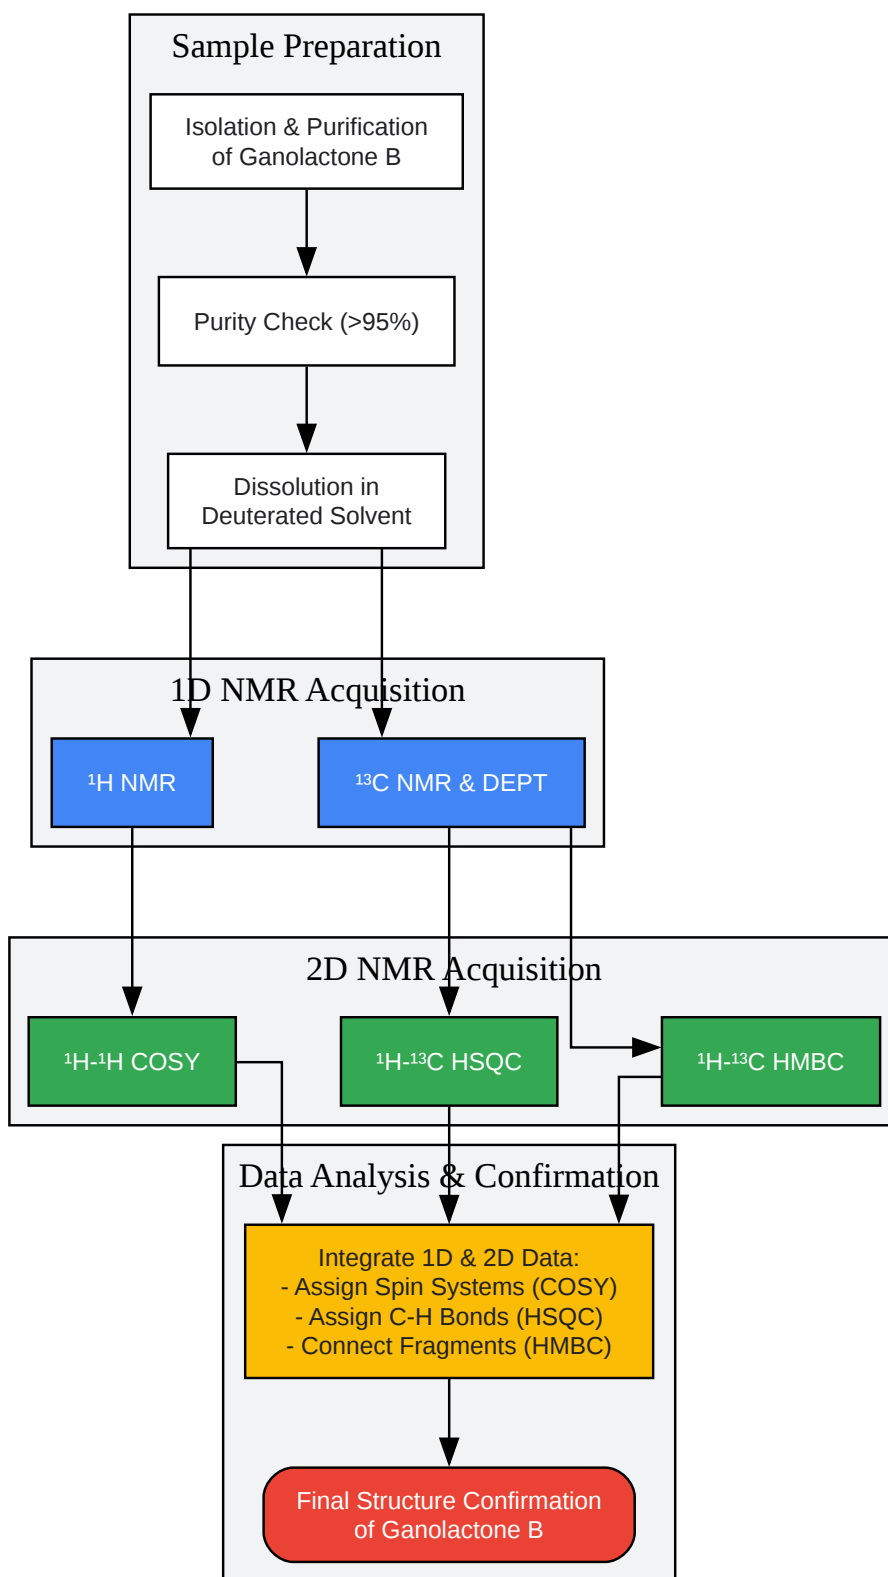 Sample Preparation
Isolation & Purification
of Ganolactone B
Purity Check (>95%)
Dissolution in
Deuterated Solvent
1D NMR Acquisition
¹H NMR
¹³C NMR & DEPT
2D NMR Acquisition
¹H-¹H COSY
¹H-¹³C HSQC
¹H-¹³C HMBC
Data Analysis & Confirmation
Integrate 1D & 2D Data:
- Assign Spin Systems (COSY)
- Assign C-H Bonds (HSQC)
- Connect Fragments (HMBC)
Final Structure Confirmation
of Ganolactone B